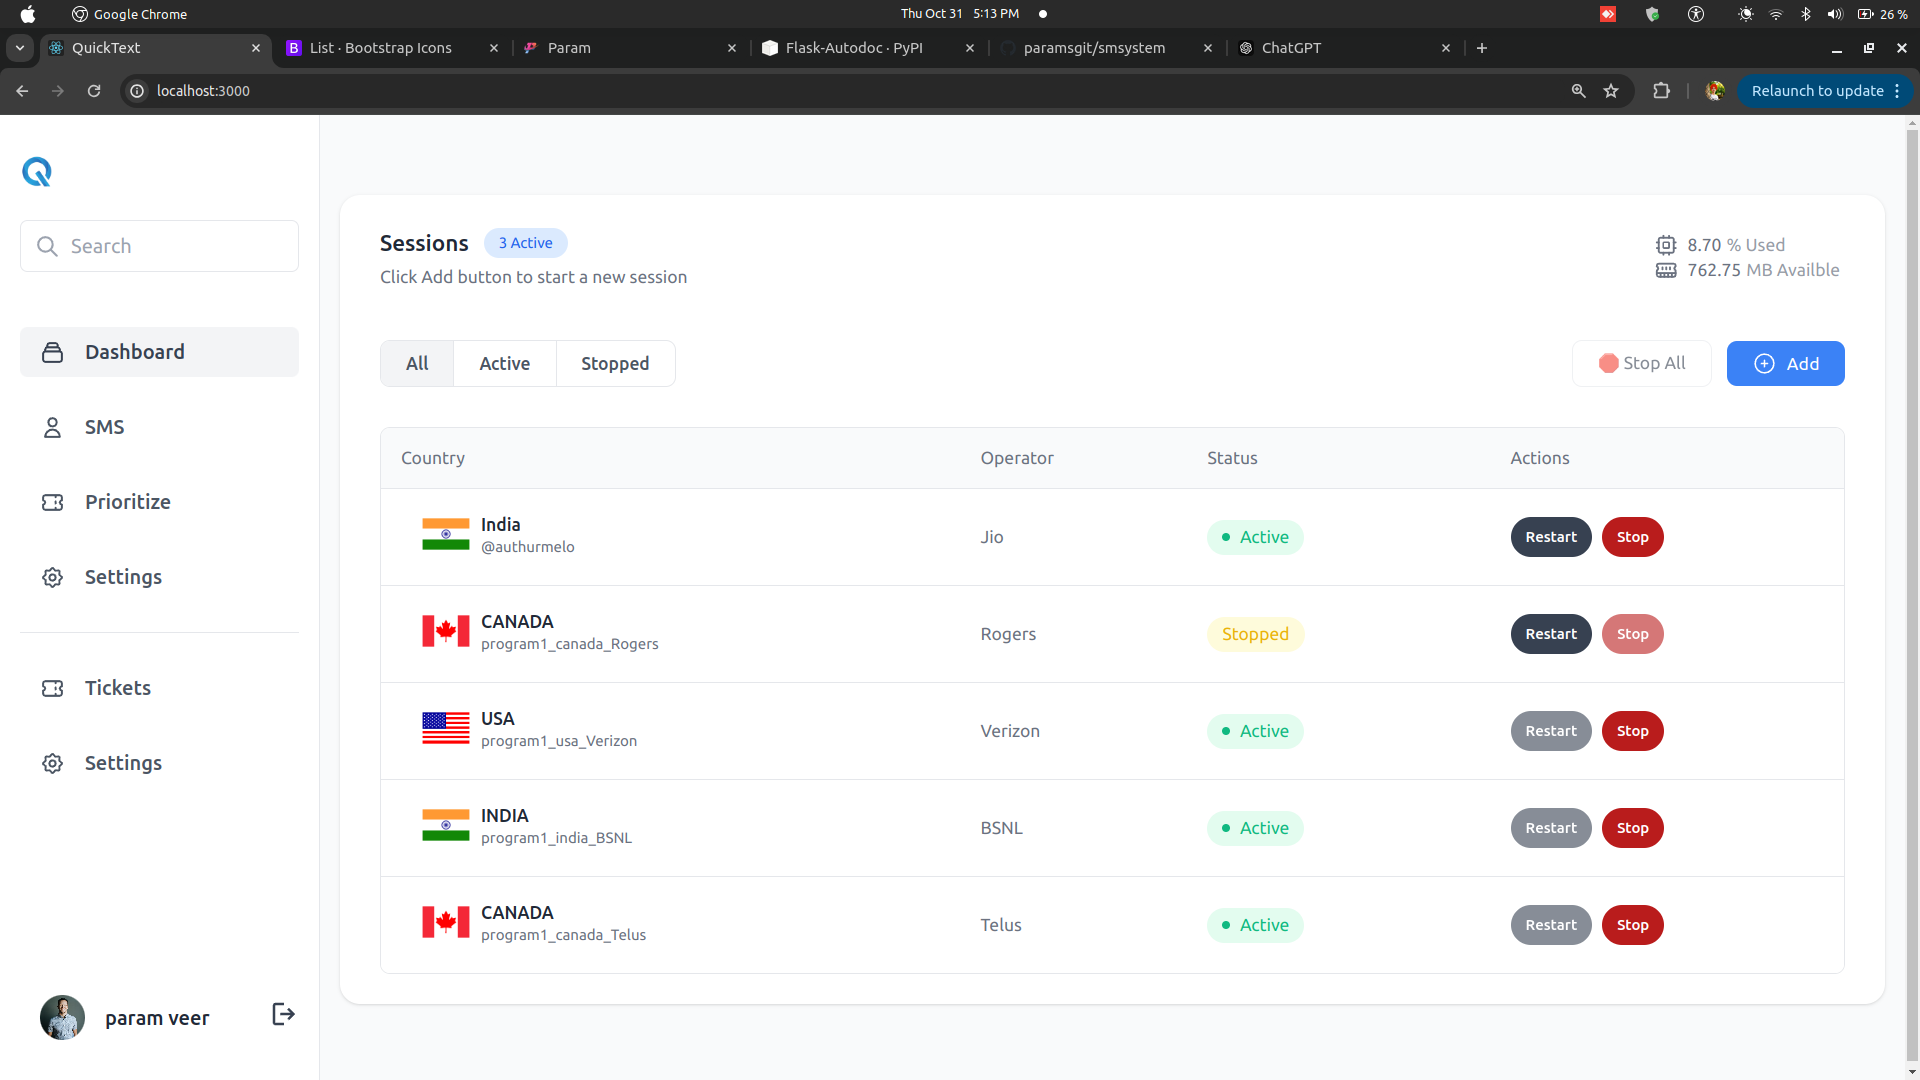 Google Chrome
Thu Oct 31 5:13 PM
26 %
QuickText
List · Bootstrap Icons
Param
Flask-Autodoc · PyPI
paramsgit/smsystem
ChatGPT
localhost:3000
Relaunch to update
Search
Dashboard
SMS
Prioritize
Settings
Tickets
Settings
param veer
Sessions 3 Active
Click Add button to start a new session
8.70 % Used
762.75 MB Availble
All Active Stopped
Stop All Add
Country Operator Status Actions
India
@authurmelo
Jio Active Restart Stop
CANADA
program1_canada_Rogers
Rogers Stopped Restart Stop
USA
program1_usa_Verizon
Verizon Active Restart Stop
INDIA
program1_india_BSNL
BSNL Active Restart Stop
CANADA
program1_canada_Telus
Telus Active Restart Stop